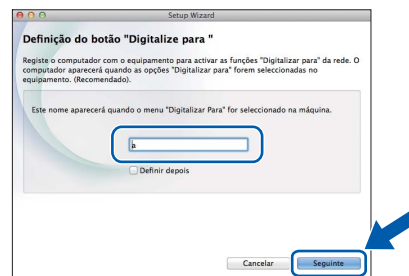 Setup Wizard
Definição do botão "Digitalize para "
Registe o computador com o equipamento para activar as funções "Digitalizar para" da rede. O
computador aparecerá quando as opções "Digitalizar para" forem seleccionadas no
equipamento. (Recomendado).
Este nome aparecerá quando o menu "Digitalizar Para" for seleccionado na máquina.
a
Definir depois
Cancelar
Seguinte